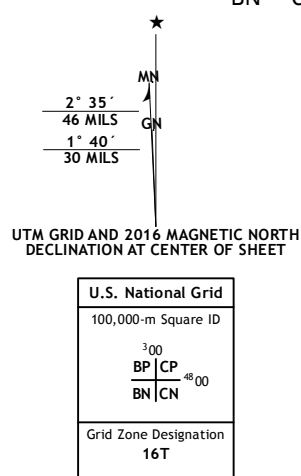 BN
MN
2° 35´
46 MILS
GN
1° 40´
30 MILS
UTM GRID AND 2016 MAGNETIC NORTH
DECLINATION AT CENTER OF SHEET
U.S. National Grid
100,000-m Square ID
³00
BP CP
⁴⁸00
BN CN
Grid Zone Designation
16T